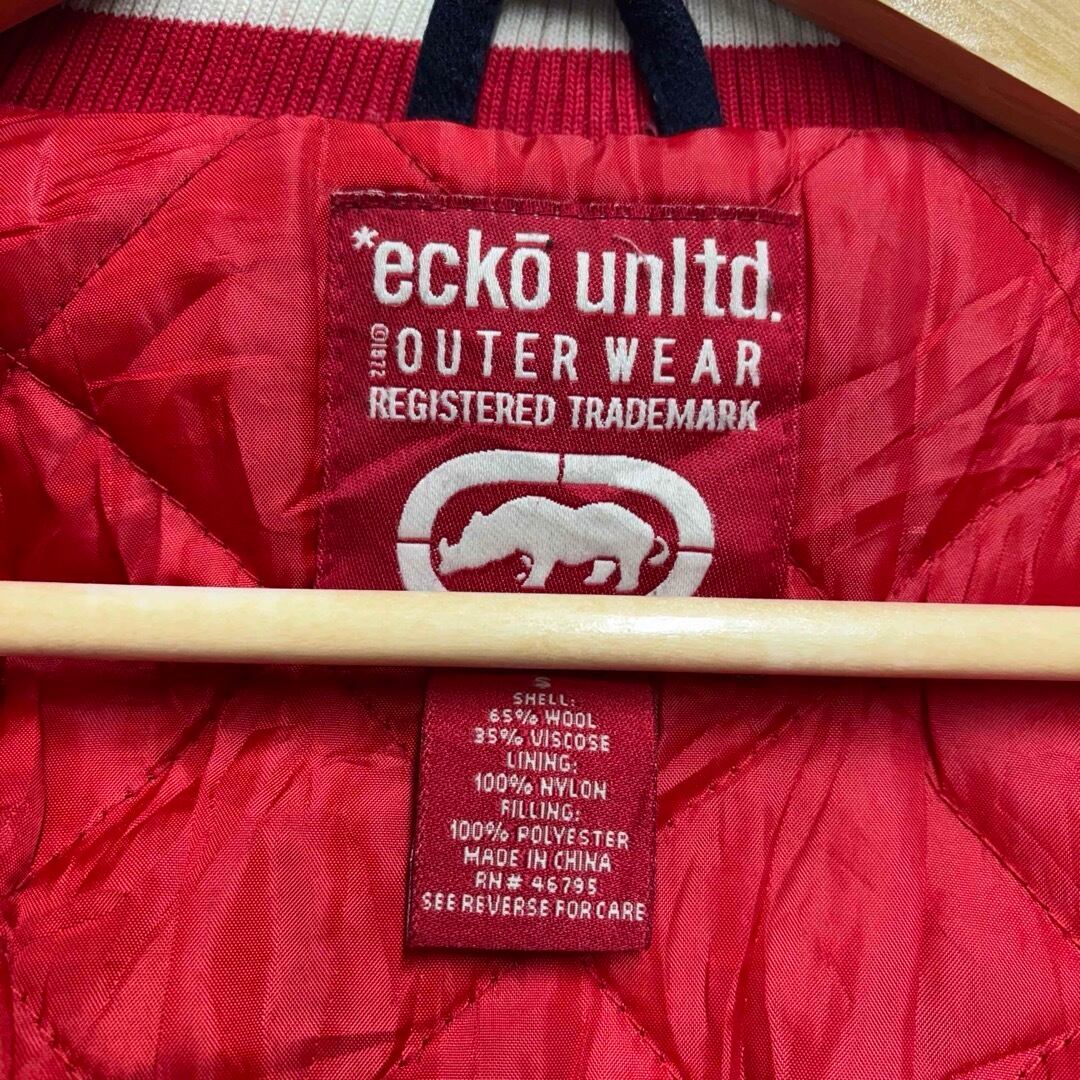 *eckō unltd.
©1972
OUTER WEAR
REGISTERED TRADEMARK
S
SHELL:
65% WOOL
35% VISCOSE
LINING:
100% NYLON
FILLING:
100% POLYESTER
MADE IN CHINA
RN# 46795
SEE REVERSE FOR CARE